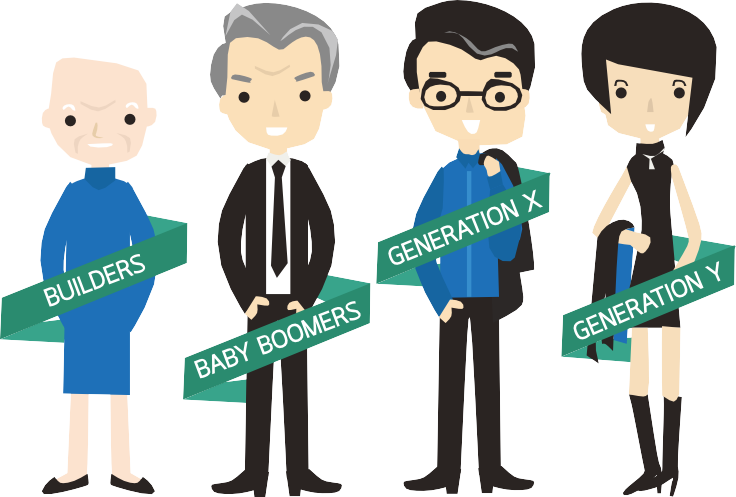 BUILDERS
BABY BOOMERS
GENERATION X
GENERATION Y